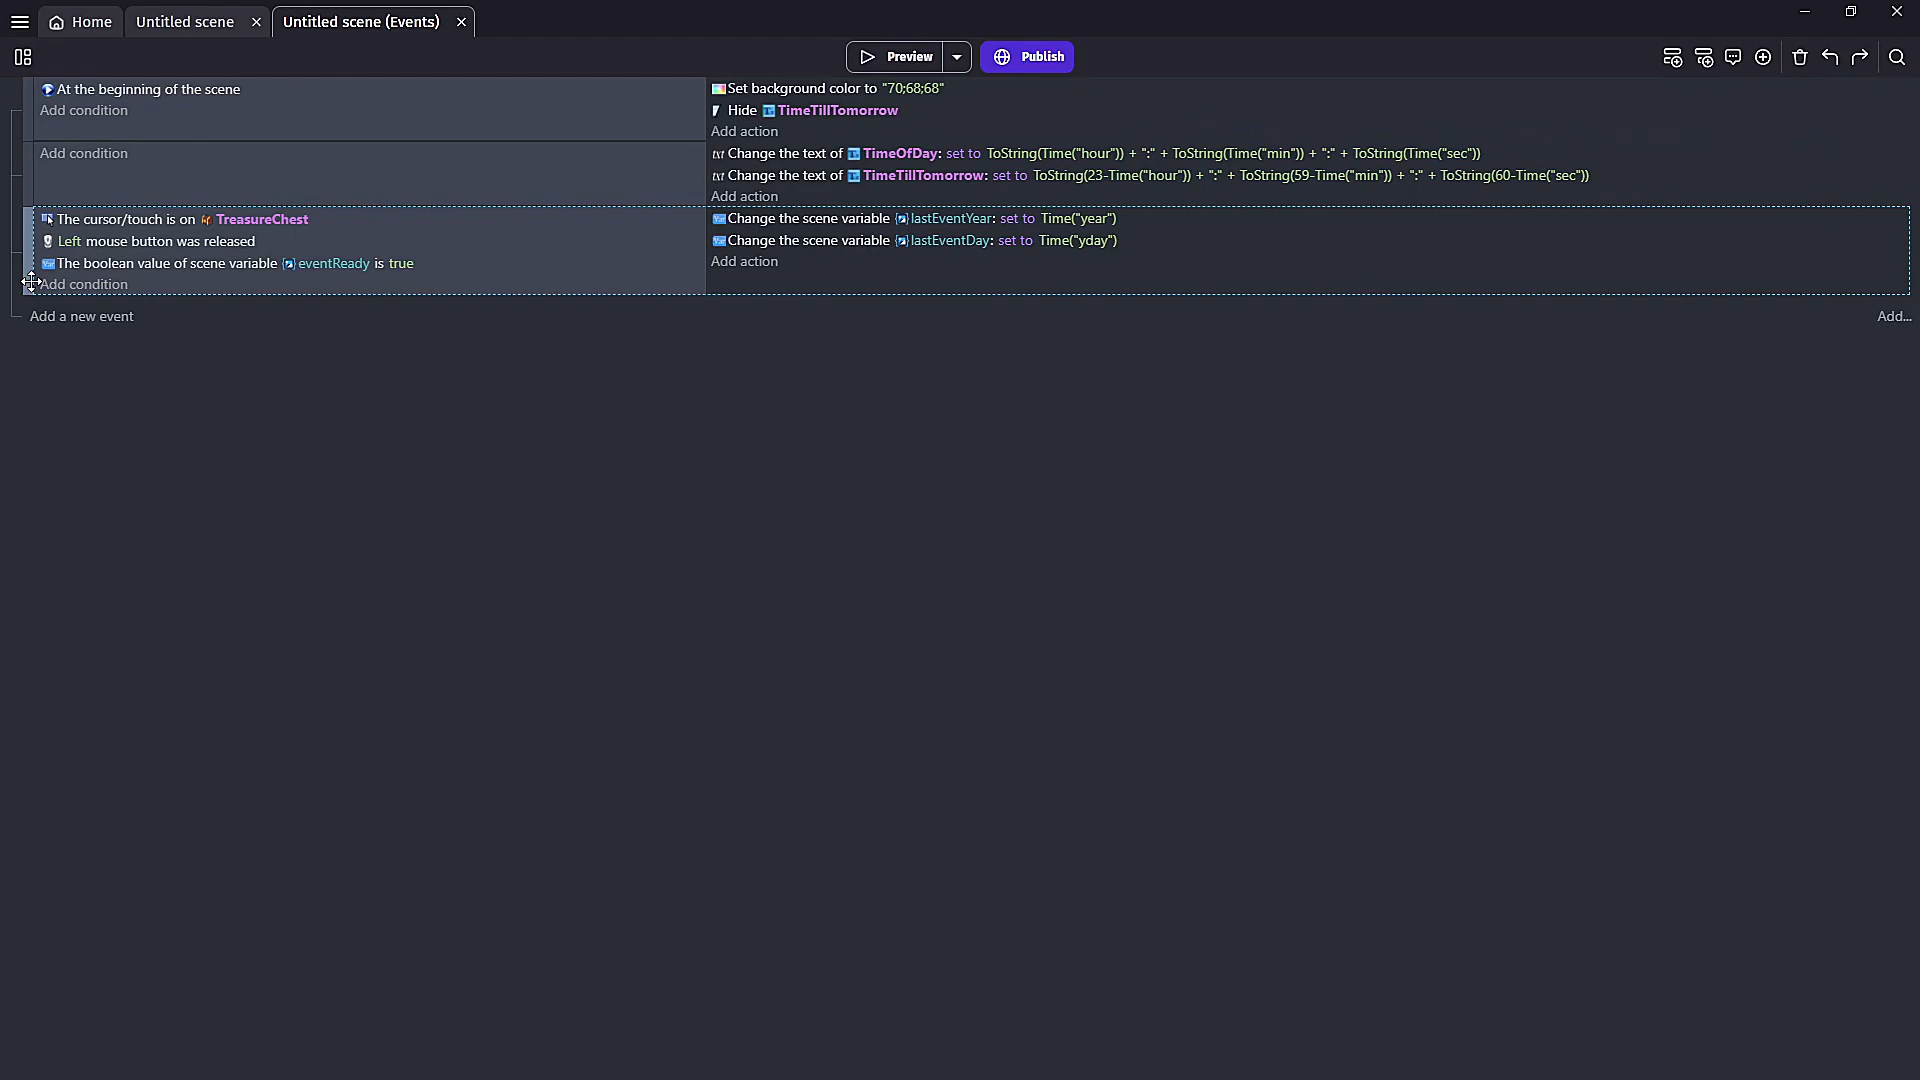 Home
Untitled scene
Untitled scene (Events)
Preview
Publish
At the beginning of the scene
Add condition
Set background color to "70;68;68"
Hide TimeTillTomorrow
Add action
Add condition
Change the text of TimeOfDay: set to ToString(Time("hour")) + ":" + ToString(Time("min")) + ":" + ToString(Time("sec"))
Change the text of TimeTillTomorrow: set to ToString(23-Time("hour")) + ":" + ToString(59-Time("min")) + ":" + ToString(60-Time("sec"))
Add action
The cursor/touch is on TreasureChest
Left mouse button was released
The boolean value of scene variable eventReady is true
Add condition
Change the scene variable lastEventYear: set to Time("year")
Change the scene variable lastEventDay: set to Time("yday")
Add action
Add a new event
Add...